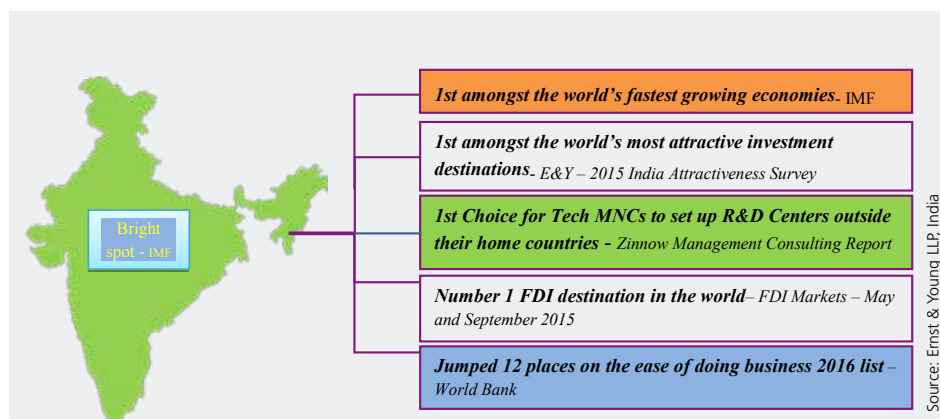 Bright
spot - IMF
1st amongst the world's fastest growing economies- IMF
1st amongst the world's most attractive investment
destinations- E&Y – 2015 India Attractiveness Survey
1st Choice for Tech MNCs to set up R&D Centers outside
their home countries - Zinnow Management Consulting Report
Number 1 FDI destination in the world– FDI Markets – May
and September 2015
Jumped 12 places on the ease of doing business 2016 list –
World Bank
Source: Ernst & Young LLP, India